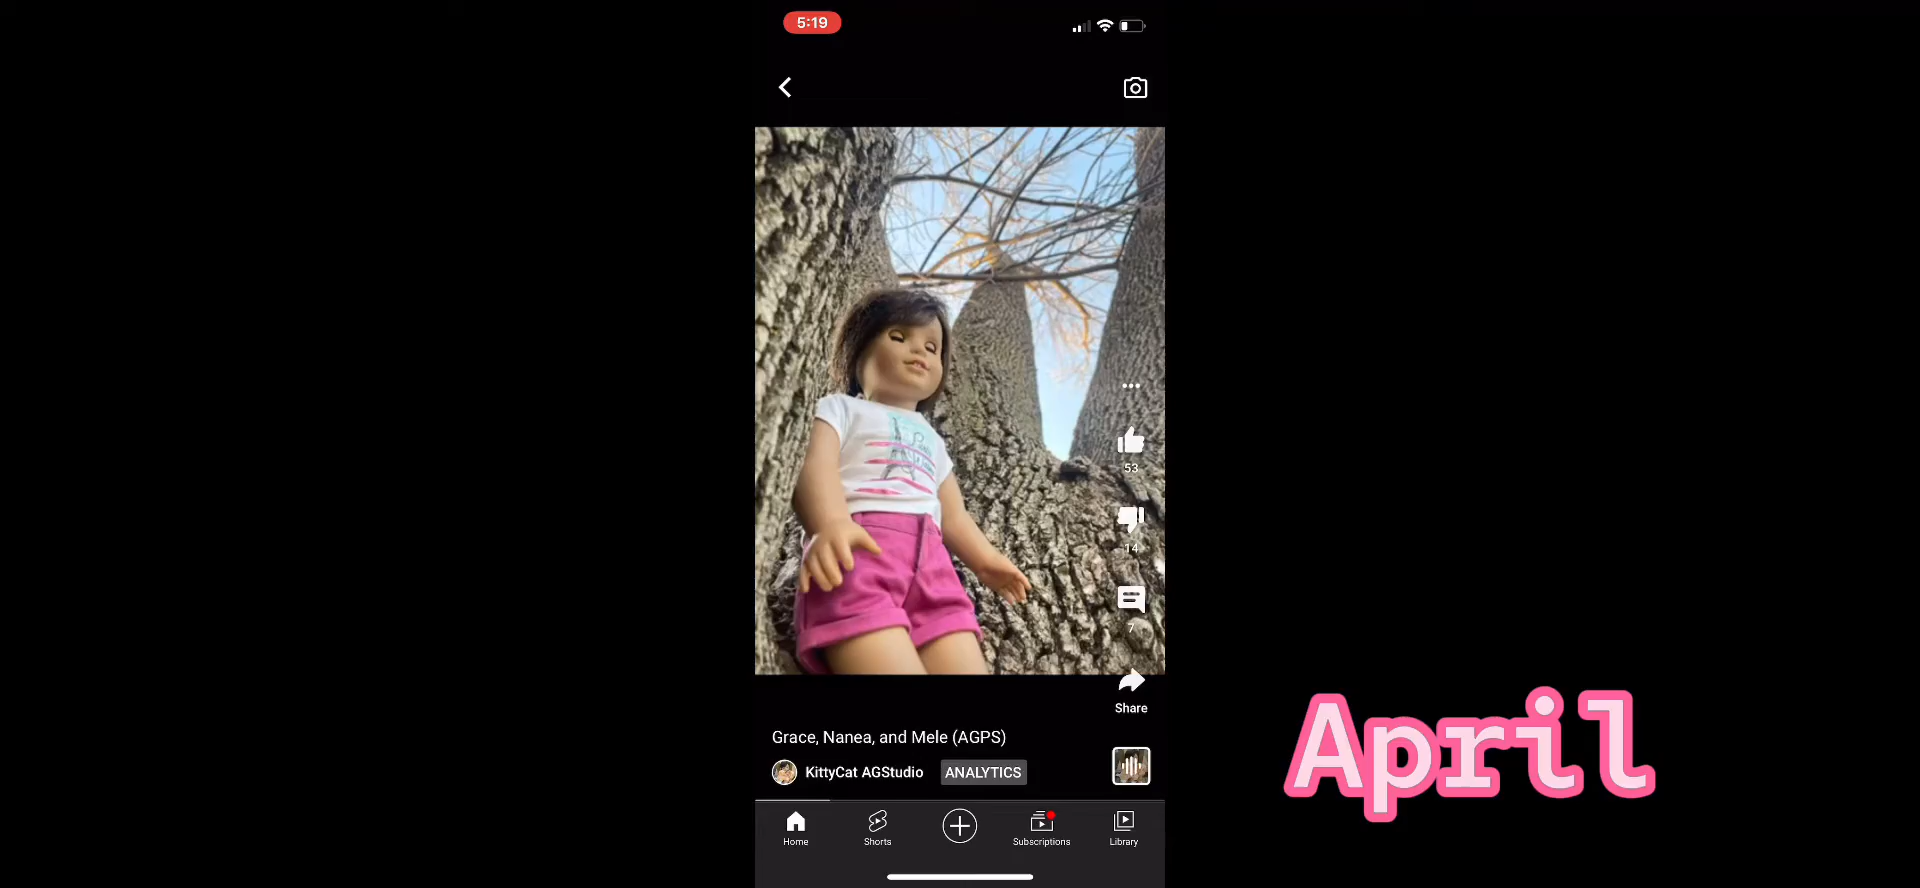 5:19
53
14
7
Share
Grace, Nanea, and Mele (AGPS)
KittyCat AGStudio
ANALYTICS
Home
Shorts
Subscriptions
Library
April